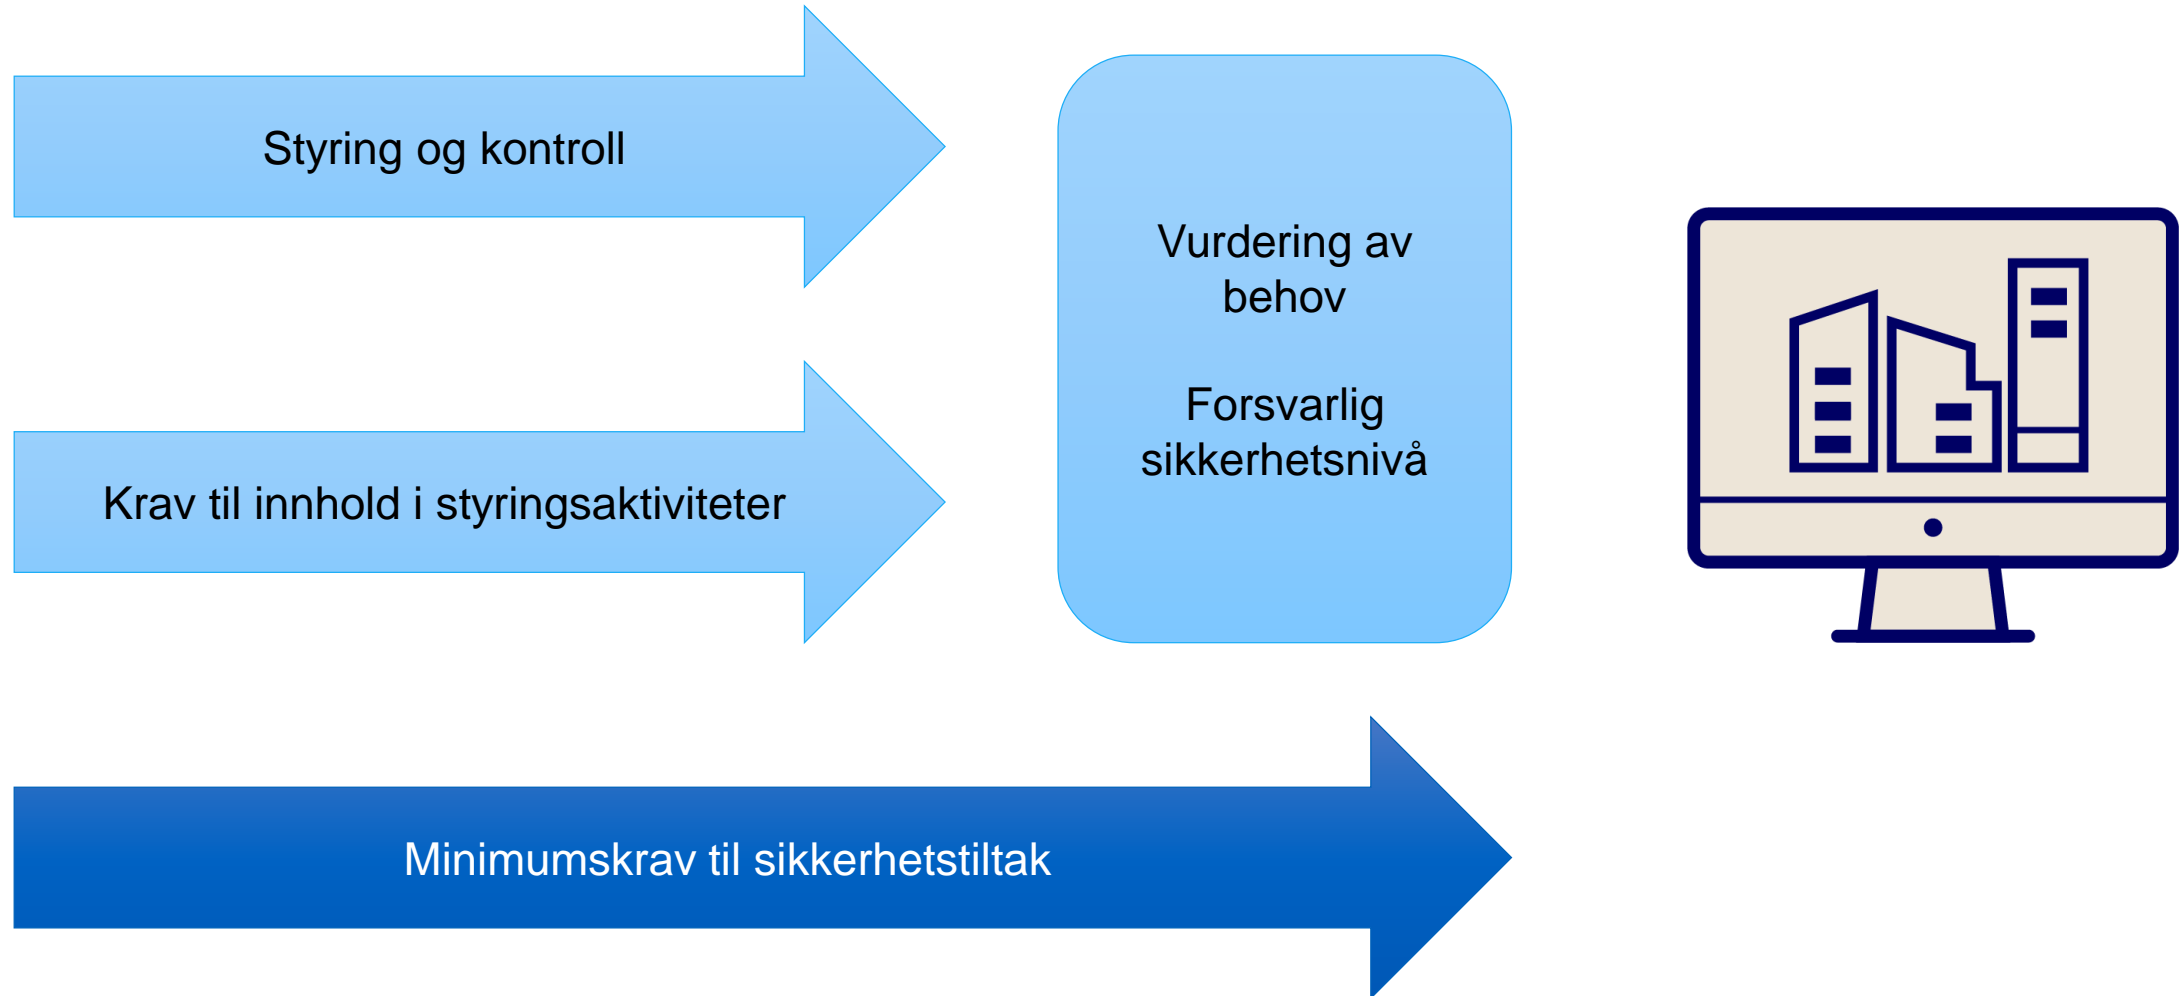 Styring og kontroll
Vurdering av
behov
Forsvarlig
sikkerhetsnivå
Krav til innhold i styringsaktiviteter
Minimumskrav til sikkerhetstiltak